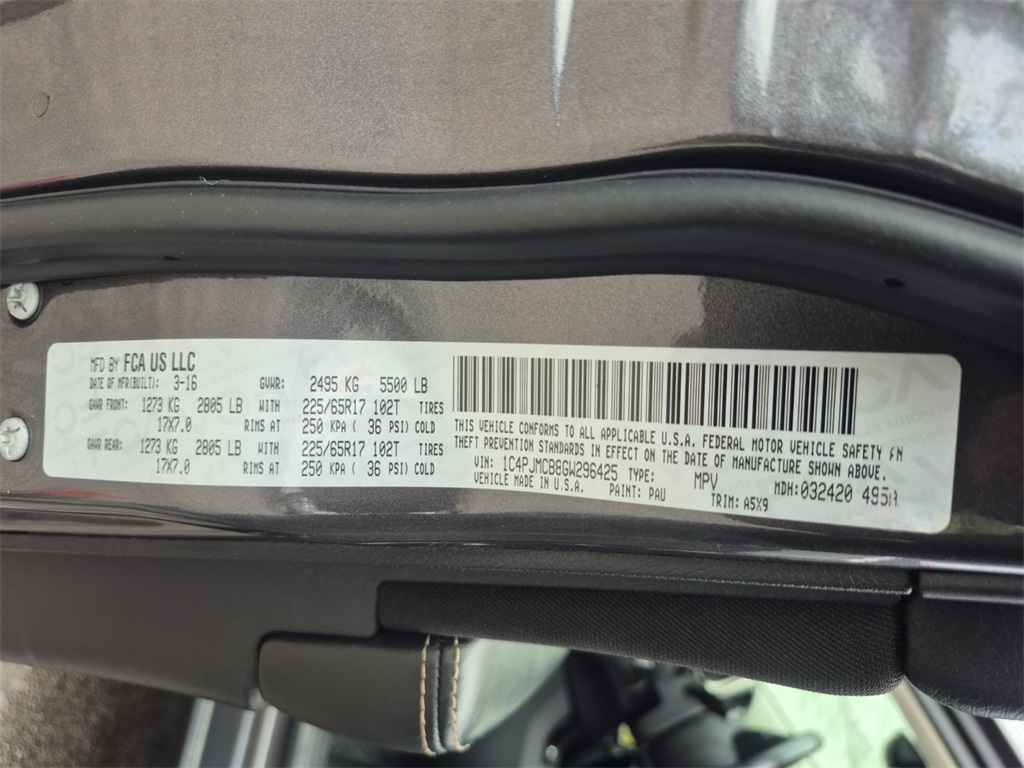 MFD BY FCA US LLC
DATE OF MFR(BUILT): 3-16 GVWR: 2495 KG 5500 LB
GAWR FRONT: 1273 KG 2805 LB WITH 225/65R17 102T TIRES
17X7.0 RIMS AT 250 KPA ( 36 PSI) COLD
GAWR REAR: 1273 KG 2805 LB WITH 225/65R17 102T TIRES
17X7.0 RIMS AT 250 KPA ( 36 PSI) COLD
THIS VEHICLE CONFORMS TO ALL APPLICABLE U.S.A. FEDERAL MOTOR VEHICLE SAFETY
THEFT PREVENTION STANDARDS IN EFFECT ON THE DATE OF MANUFACTURE SHOWN ABOVE.
VIN: 1C4PJMCB8GW296425 TYPE: MPV MDH:032420
VEHICLE MADE IN U.S.A. PAINT: PAU TRIM: A5X9